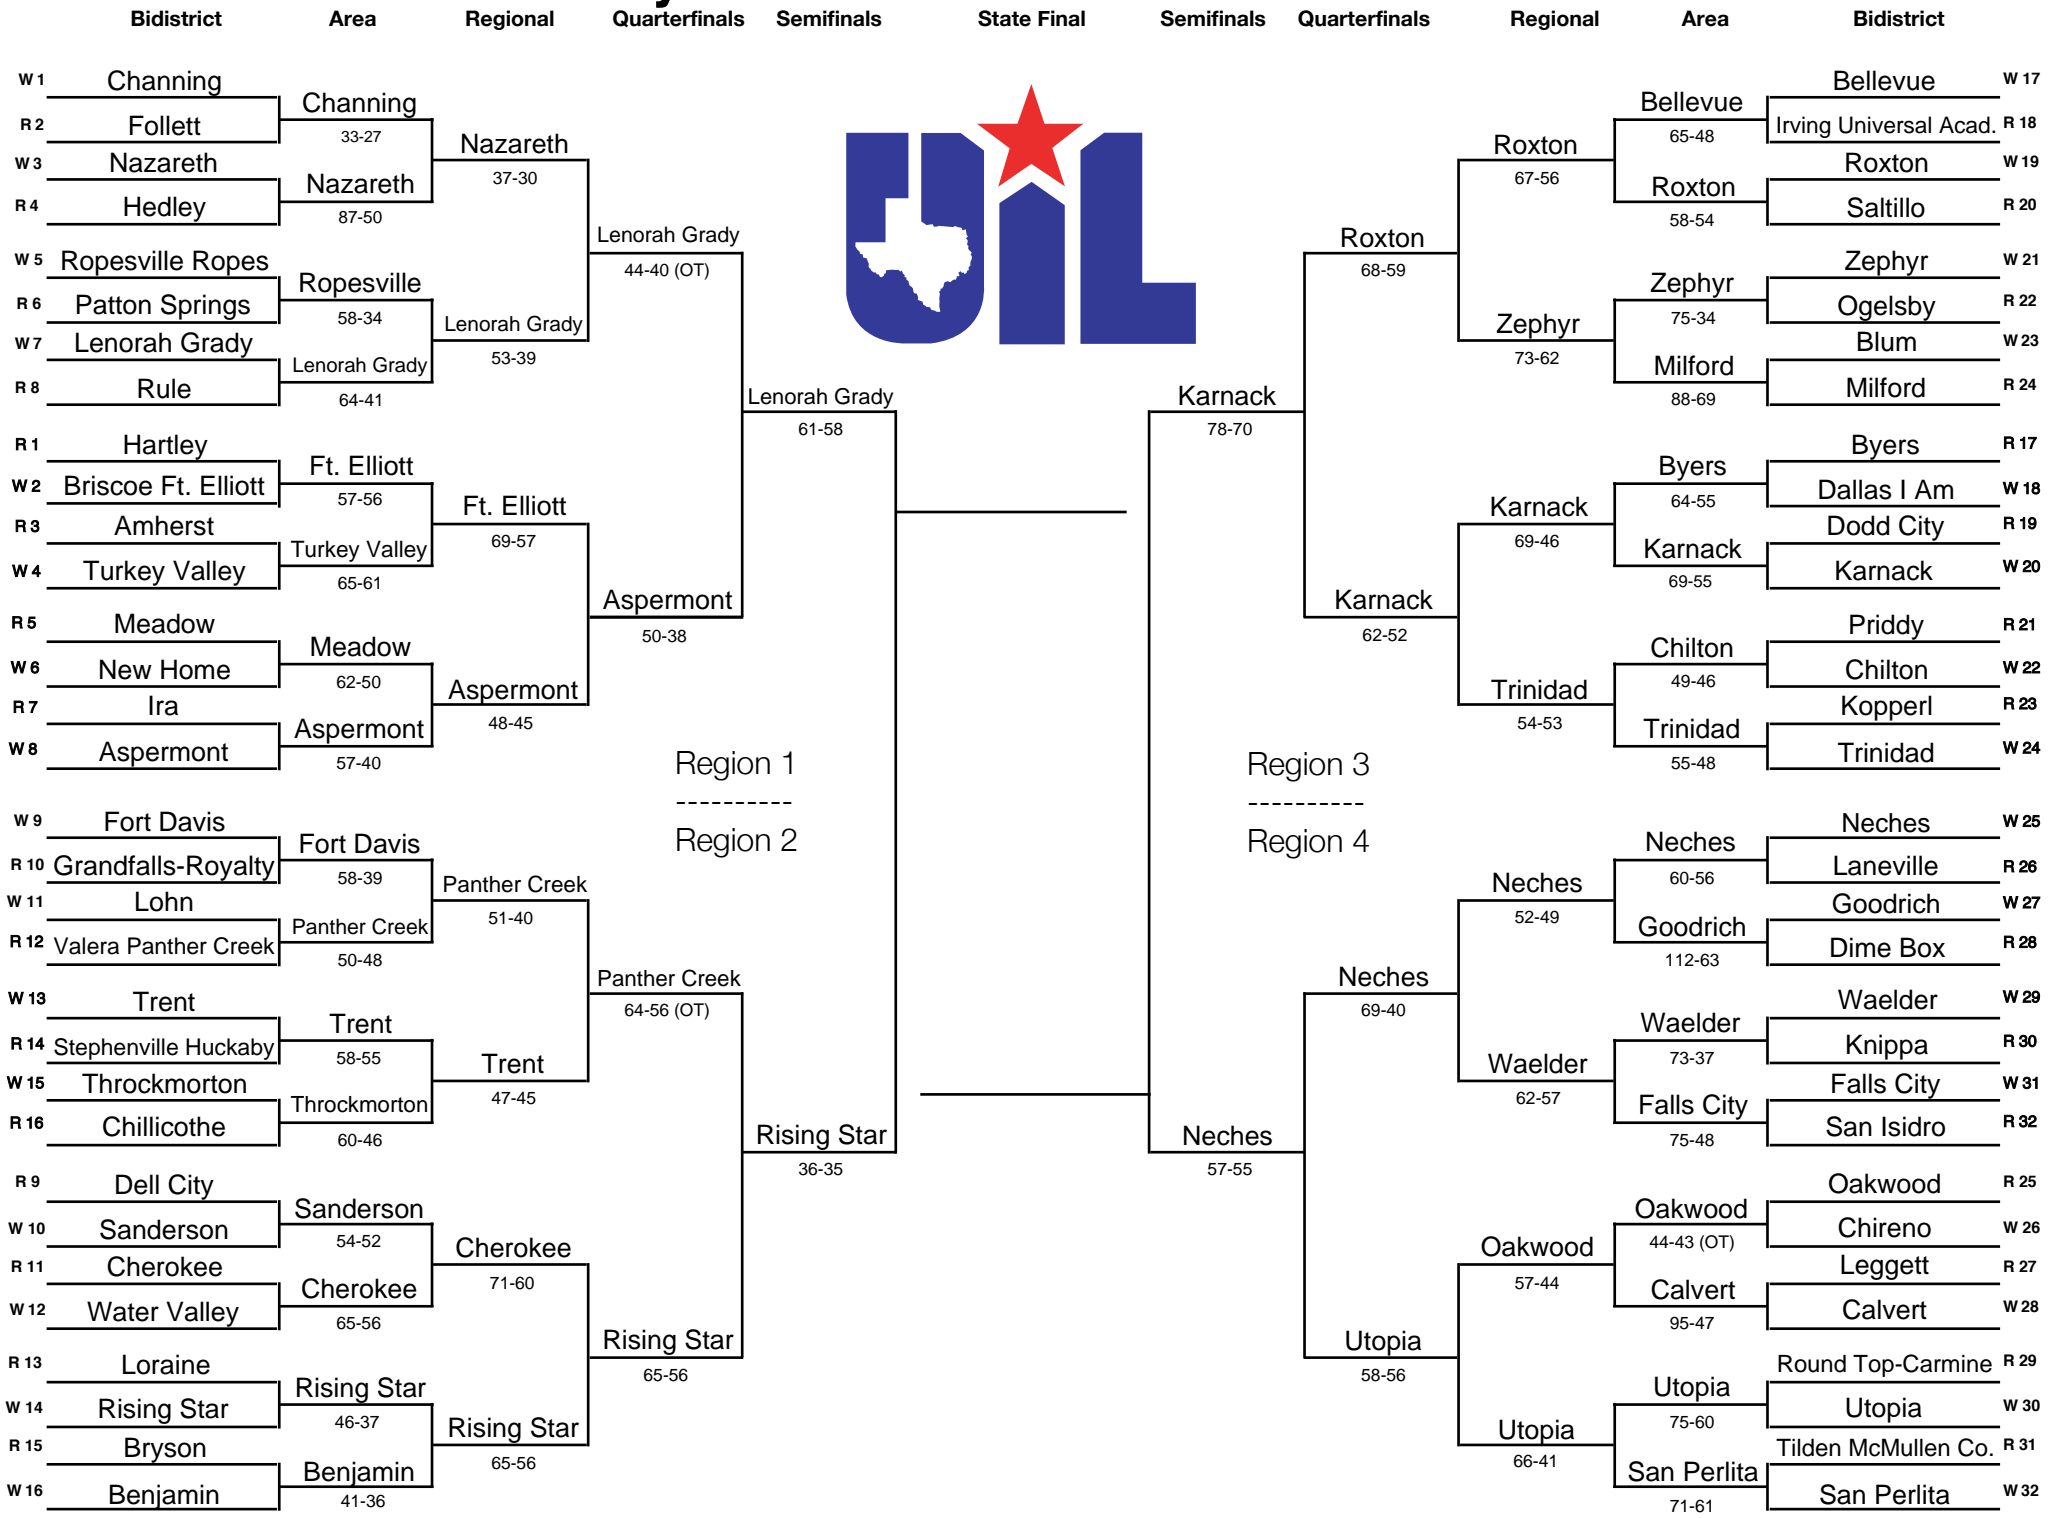 Bidistrict Area Regional Quarterfinals Semifinals State Final Semifinals Quarterfinals Regional Area Bidistrict
W 1 Channing
R 2 Follett
W 3 Nazareth
R 4 Hedley
W 5 Ropesville Ropes
R 6 Patton Springs
W 7 Lenorah Grady
R 8 Rule
R 1 Hartley
W 2 Briscoe Ft. Elliott
R 3 Amherst
W 4 Turkey Valley
R 5 Meadow
W 6 New Home
R 7 Ira
W 8 Aspermont
W 9 Fort Davis
R 10 Grandfalls-Royalty
W 11 Lohn
R 12 Valera Panther Creek
W 13 Trent
R 14 Stephenville Huckaby
W 15 Throckmorton
R 16 Chillicothe
R 9 Dell City
W 10 Sanderson
R 11 Cherokee
W 12 Water Valley
R 13 Loraine
W 14 Rising Star
R 15 Bryson
W 16 Benjamin
Channing
33-27
Nazareth
87-50
Ropesville
58-34
Lenorah Grady
64-41
Ft. Elliott
57-56
Turkey Valley
65-61
Meadow
62-50
Aspermont
57-40
Fort Davis
58-39
Panther Creek
50-48
Trent
58-55
Throckmorton
60-46
Sanderson
54-52
Cherokee
65-56
Rising Star
46-37
Benjamin
41-36
Nazareth
37-30
Lenorah Grady
53-39
Ft. Elliott
69-57
Aspermont
48-45
Panther Creek
51-40
Trent
47-45
Cherokee
71-60
Rising Star
65-56
Lenorah Grady
44-40 (OT)
Aspermont
50-38
Panther Creek
64-56 (OT)
Rising Star
65-56
Lenorah Grady
61-58
Rising Star
36-35
Region 1
----------
Region 2
UIL
Karnack
78-70
Neches
57-55
Region 3
----------
Region 4
Roxton
68-59
Karnack
62-52
Neches
69-40
Utopia
58-56
Roxton
67-56
Zephyr
73-62
Karnack
69-46
Trinidad
54-53
Neches
52-49
Waelder
62-57
Oakwood
57-44
Utopia
66-41
Bellevue
65-48
Roxton
58-54
Zephyr
75-34
Milford
88-69
Byers
64-55
Karnack
69-55
Chilton
49-46
Trinidad
55-48
Neches
60-56
Goodrich
112-63
Waelder
73-37
Falls City
75-48
Oakwood
44-43 (OT)
Calvert
95-47
Utopia
75-60
San Perlita
71-61
Bellevue W 17
Irving Universal Acad. R 18
Roxton W 19
Saltillo R 20
Zephyr W 21
Ogelsby R 22
Blum W 23
Milford R 24
Byers R 17
Dallas I Am W 18
Dodd City R 19
Karnack W 20
Priddy R 21
Chilton W 22
Kopperl R 23
Trinidad W 24
Neches W 25
Laneville R 26
Goodrich W 27
Dime Box R 28
Waelder W 29
Knippa R 30
Falls City W 31
San Isidro R 32
Oakwood R 25
Chireno W 26
Leggett R 27
Calvert W 28
Round Top-Carmine R 29
Utopia W 30
Tilden McMullen Co. R 31
San Perlita W 32